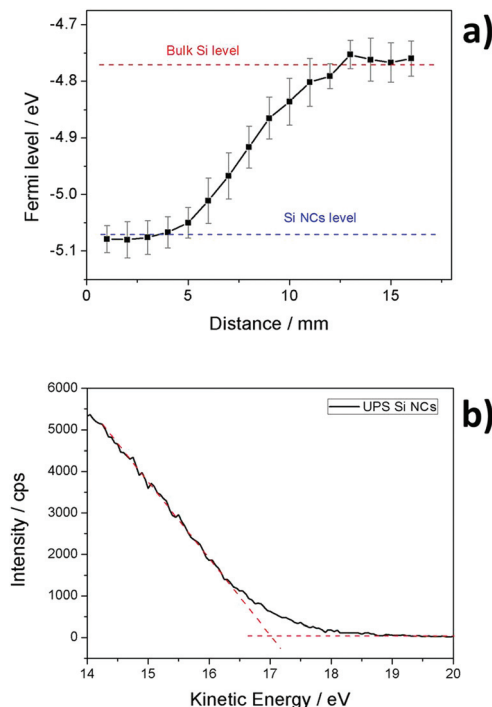 a)
-4.7
-4.8
-4.9
-5.0
-5.1
Fermi level / eV
Bulk Si level
Si NCs level
0 5 10 15
Distance / mm
b)
6000
5000
4000
3000
2000
1000
0
Intensity / cps
UPS Si NCs
14 15 16 17 18 19 20
Kinetic Energy / eV